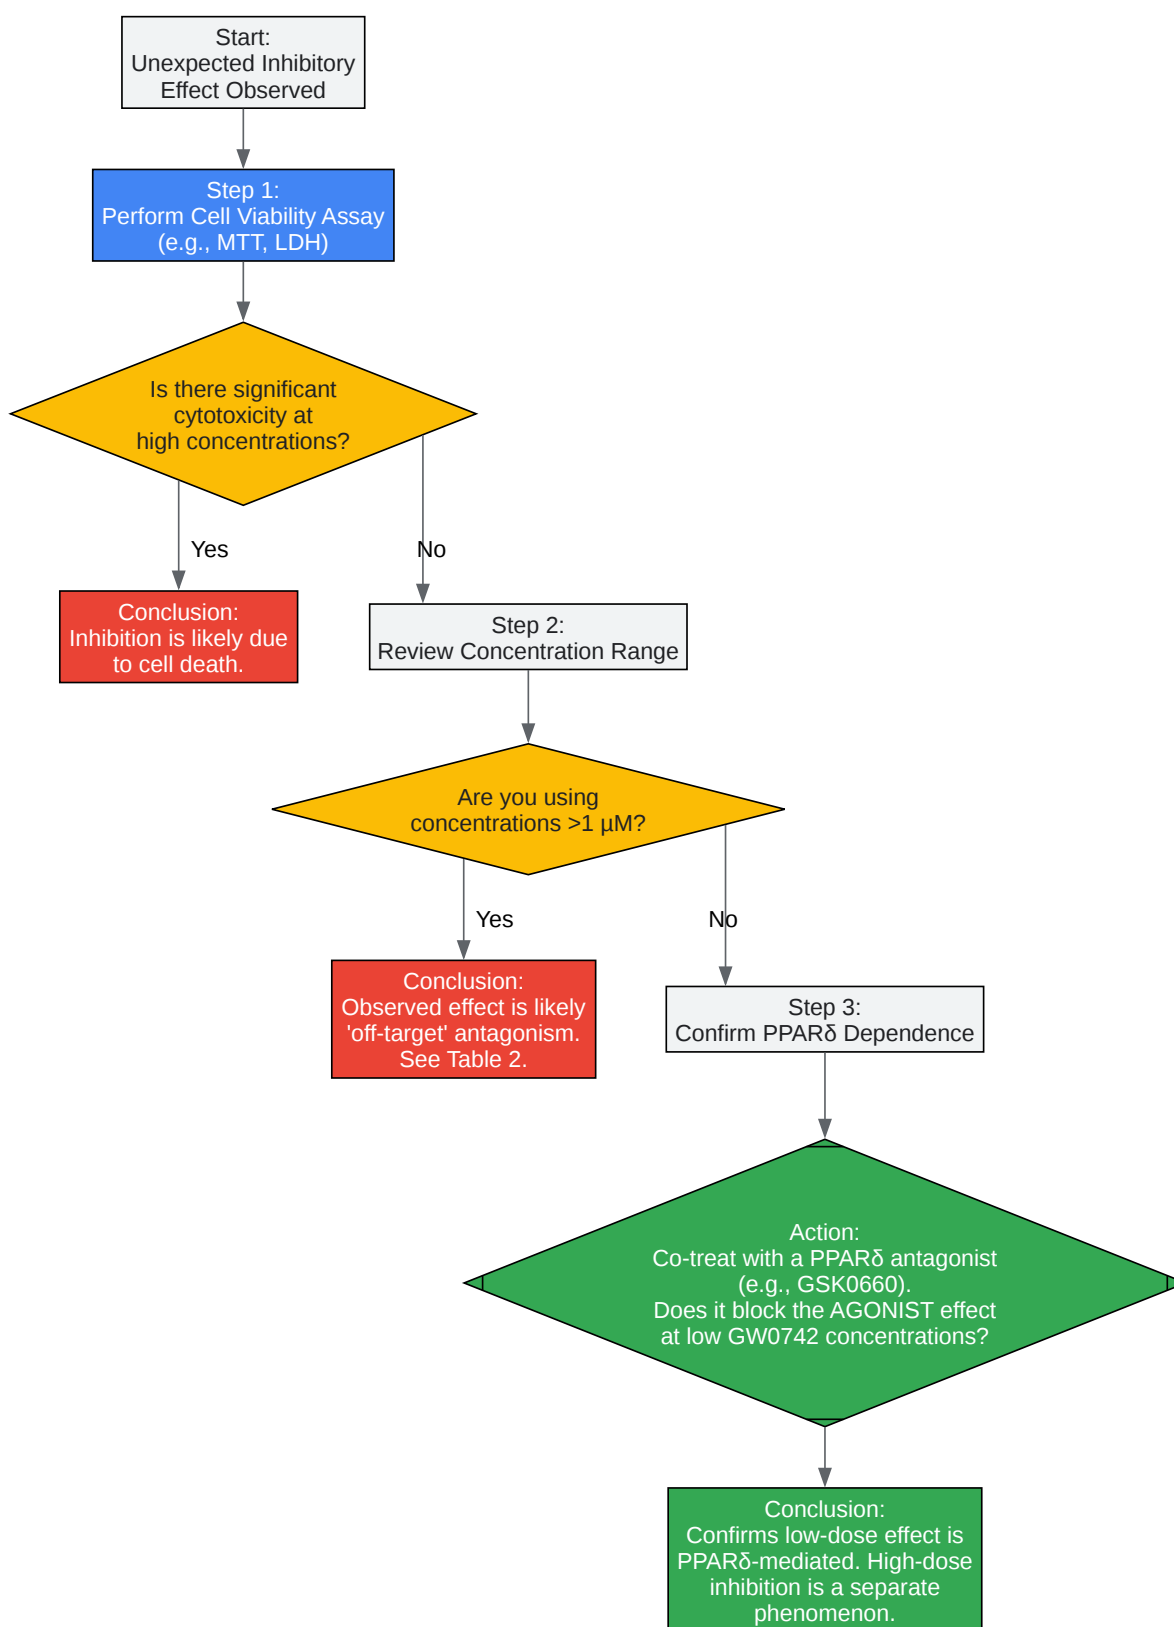 Start:
Unexpected Inhibitory
Effect Observed
Step 1:
Perform Cell Viability Assay
(e.g., MTT, LDH)
Is there significant
cytotoxicity at
high concentrations?
Yes
No
Conclusion:
Inhibition is likely due
to cell death.
Step 2:
Review Concentration Range
Are you using
concentrations >1 µM?
Yes
No
Conclusion:
Observed effect is likely
'off-target' antagonism.
See Table 2.
Step 3:
Confirm PPARδ Dependence
Action:
Co-treat with a PPARδ antagonist
(e.g., GSK0660).
Does it block the AGONIST effect
at low GW0742 concentrations?
Conclusion:
Confirms low-dose effect is
PPARδ-mediated. High-dose
inhibition is a separate
phenomenon.